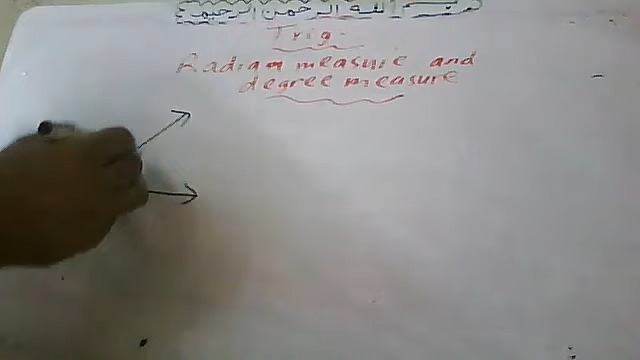 بسم الله الرحمن الرحيم
Trig.
Radian measure and
degree measure